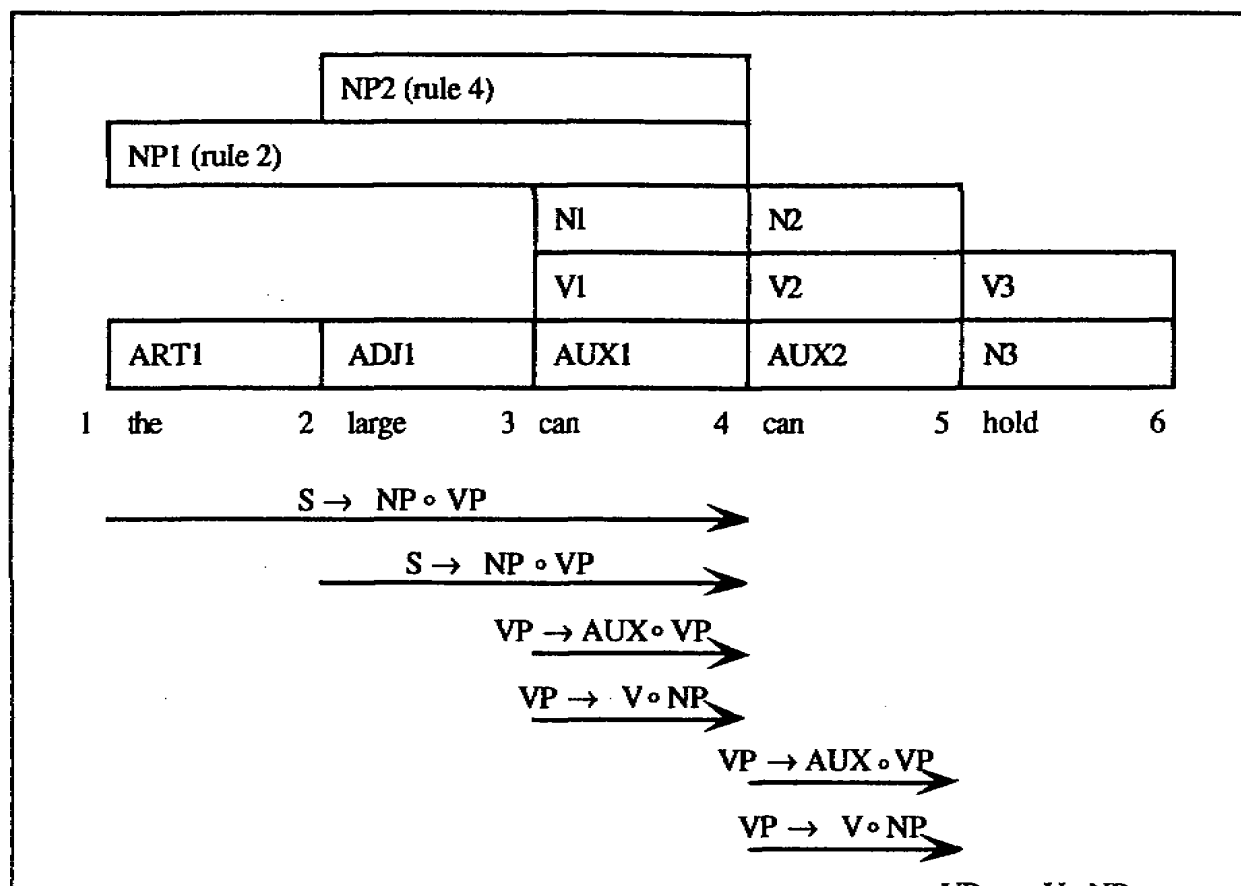 NP2 (rule 4)
NP1 (rule 2)
N1 N2
V1 V2 V3
ART1 ADJ1 AUX1 AUX2 N3
1 the 2 large 3 can 4 can 5 hold 6
S → NP ∘ VP
S → NP ∘ VP
VP → AUX ∘ VP
VP → V ∘ NP
VP → AUX ∘ VP
VP → V ∘ NP